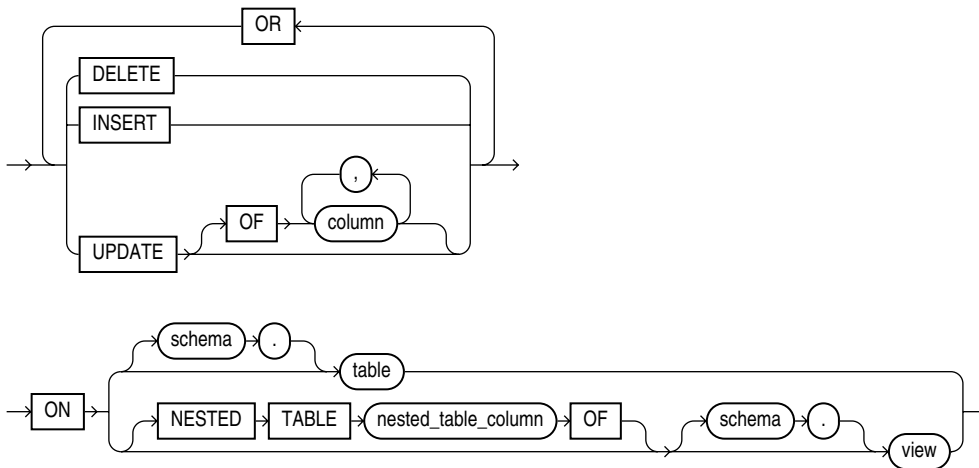 OR
DELETE
INSERT
,
OF column
UPDATE
schema .
ON table
NESTED TABLE nested_table_column OF schema .
view